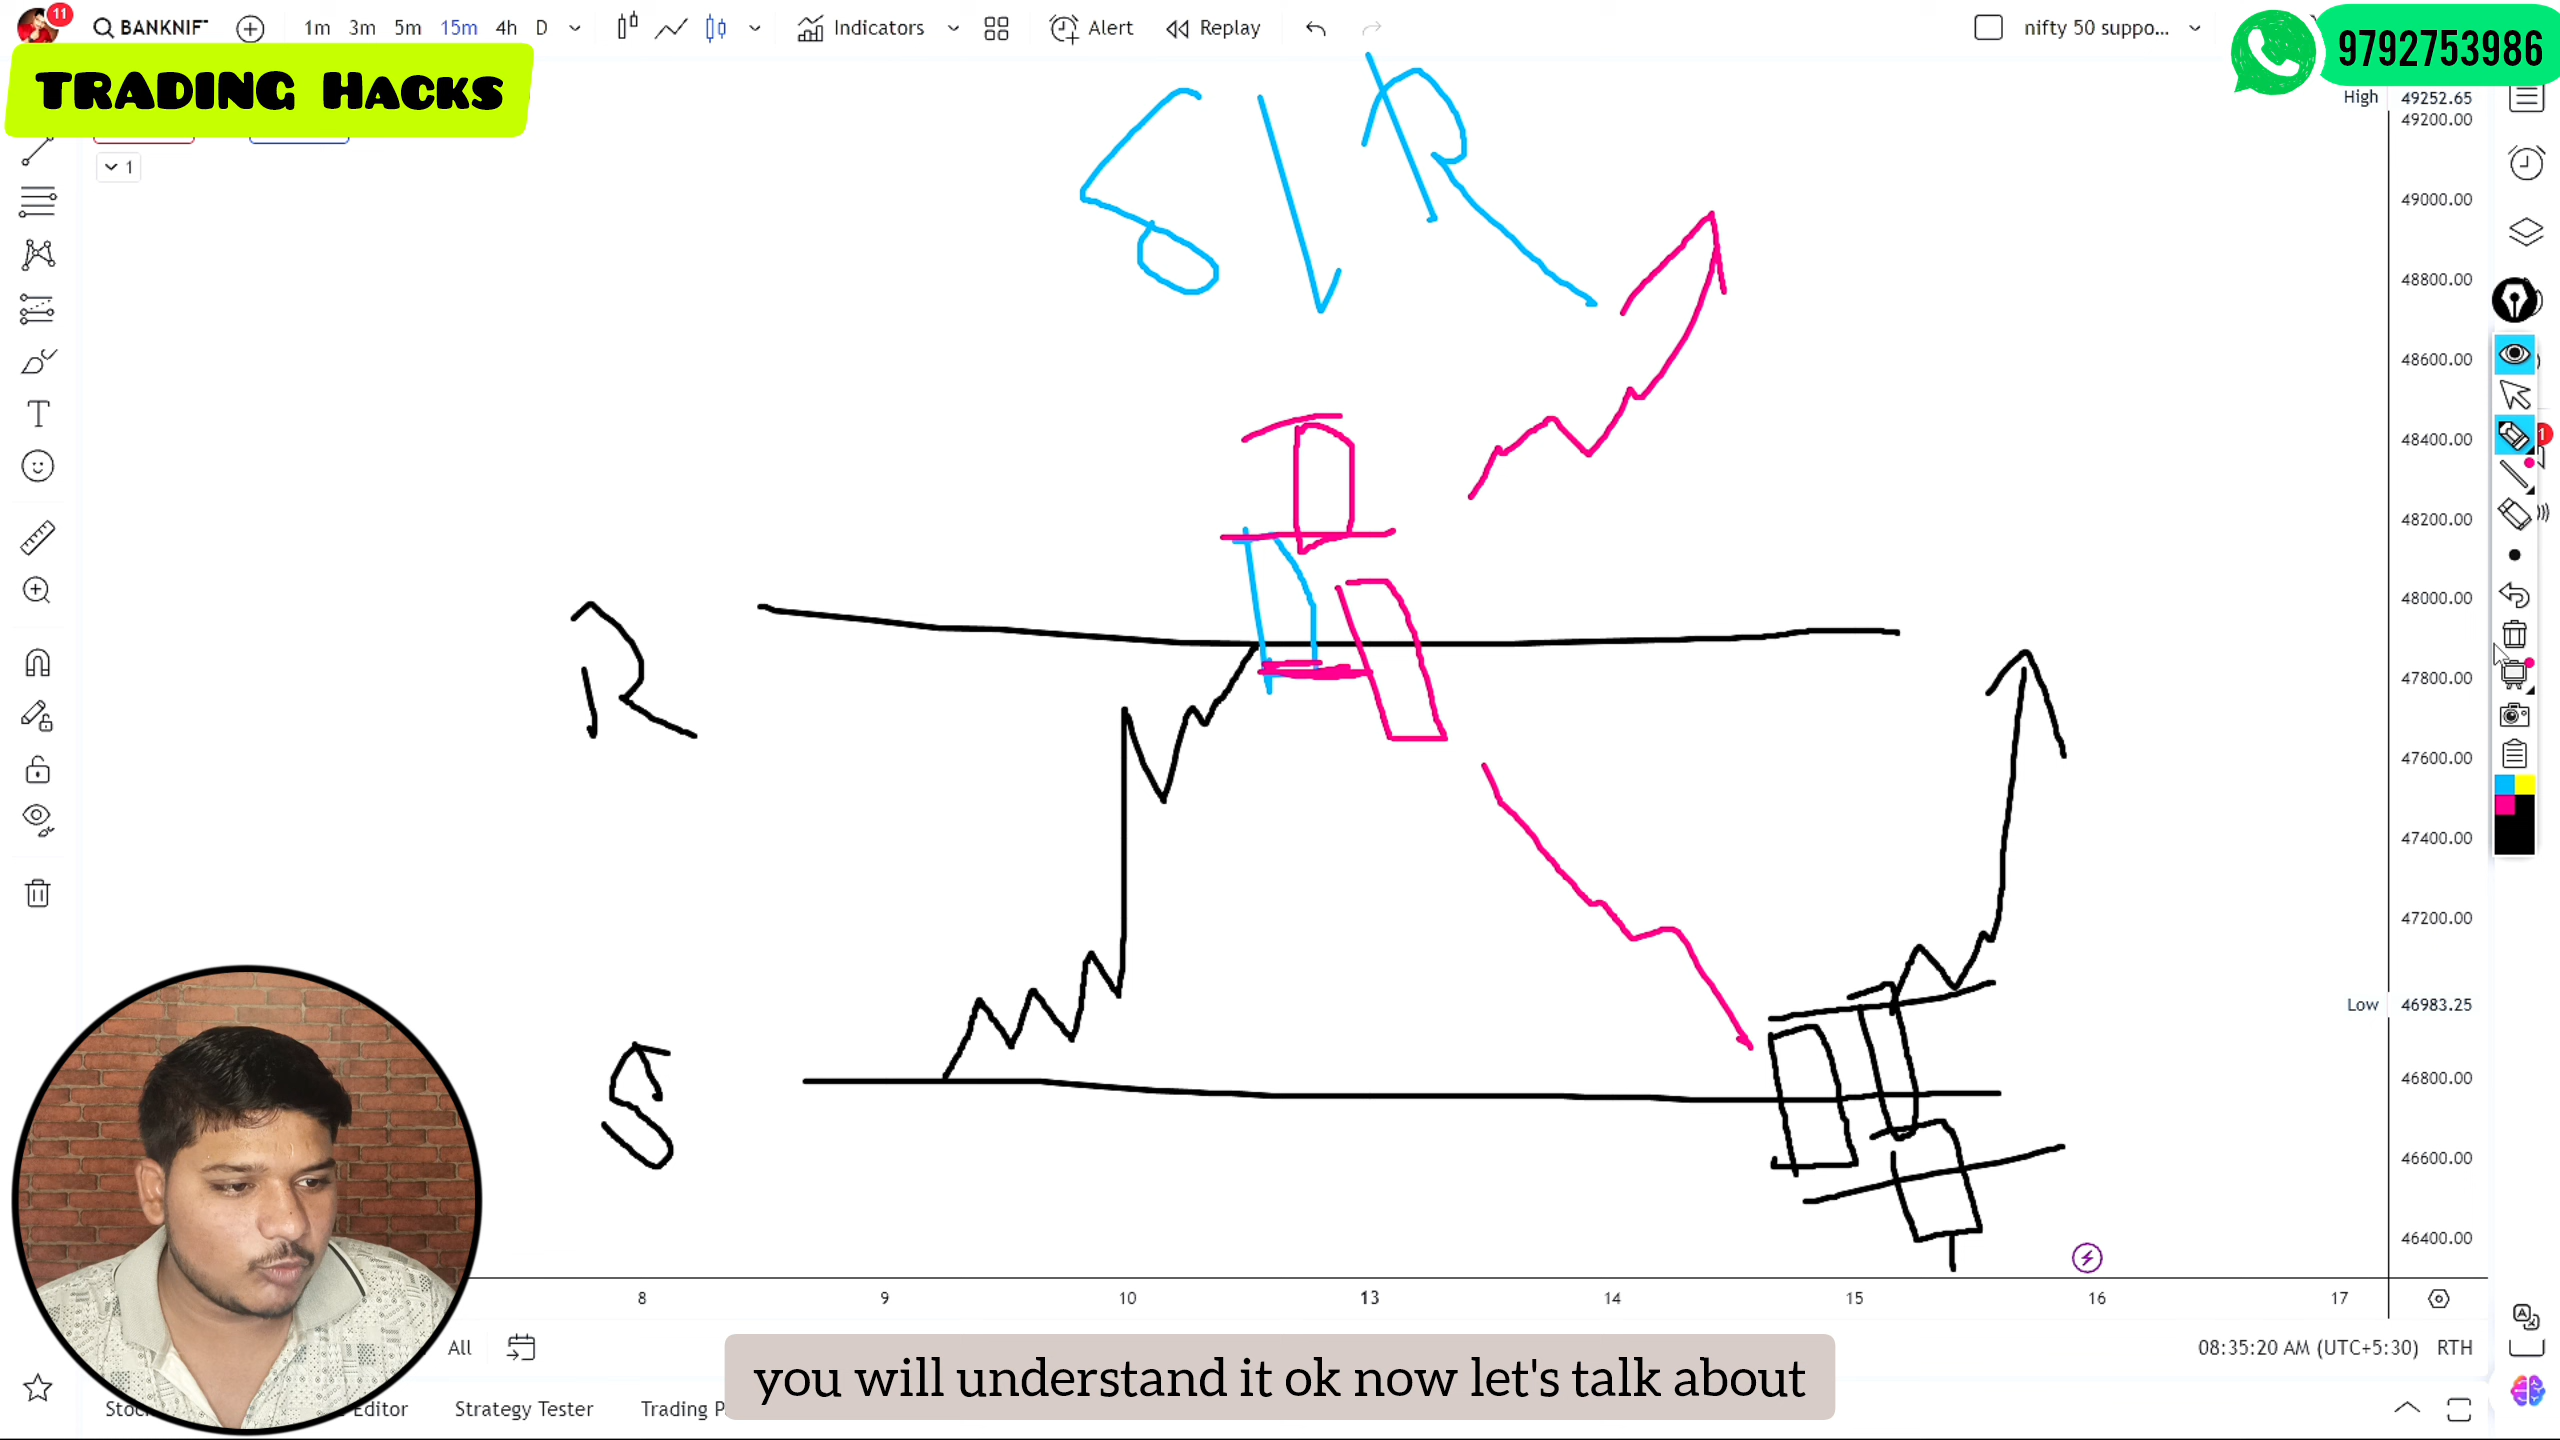 11
BANKNIF
1m 3m 5m 15m 4h D
Indicators
Alert
Replay
nifty 50 suppo...
9792753986
TRADING HACKS
1
S R
High 49252.65
49200.00
49000.00
48800.00
48600.00
48400.00
48200.00
48000.00
47800.00
47600.00
47400.00
47200.00
Low 46983.25
46800.00
46600.00
46400.00
1
R
S
8 9 10 13 14 15 16 17
All
08:35:20 AM (UTC+5:30) RTH
you will understand it ok now let's talk about
Editor Strategy Tester